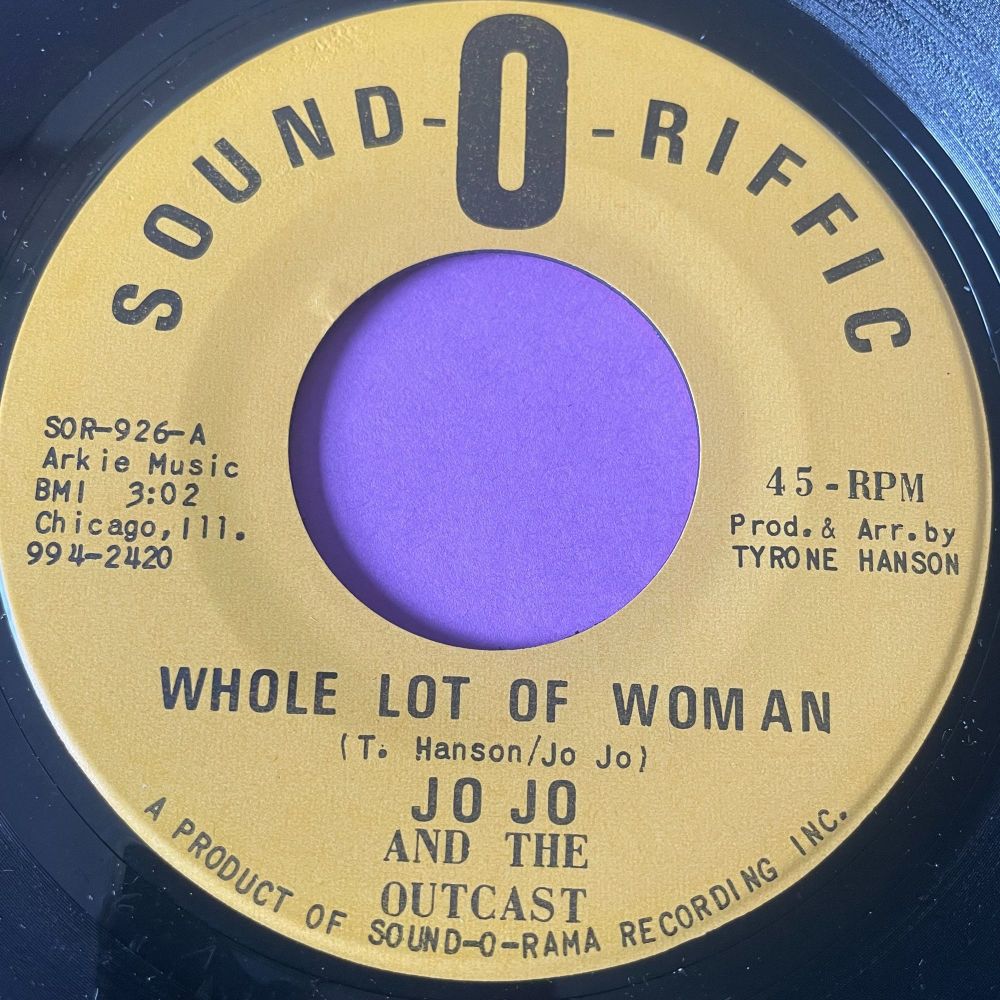 SOUND-O-RIFFIC
SOR-926-A
Arkie Music
BMI 3:02
Chicago,Ill.
994-2420
45-RPM
Prod.& Arr.by
TYRONE HANSON
WHOLE LOT OF WOMAN
(T. Hanson/Jo Jo)
JO JO
AND THE
OUTCAST
A PRODUCT OF SOUND-O-RAMA RECORDING INC.